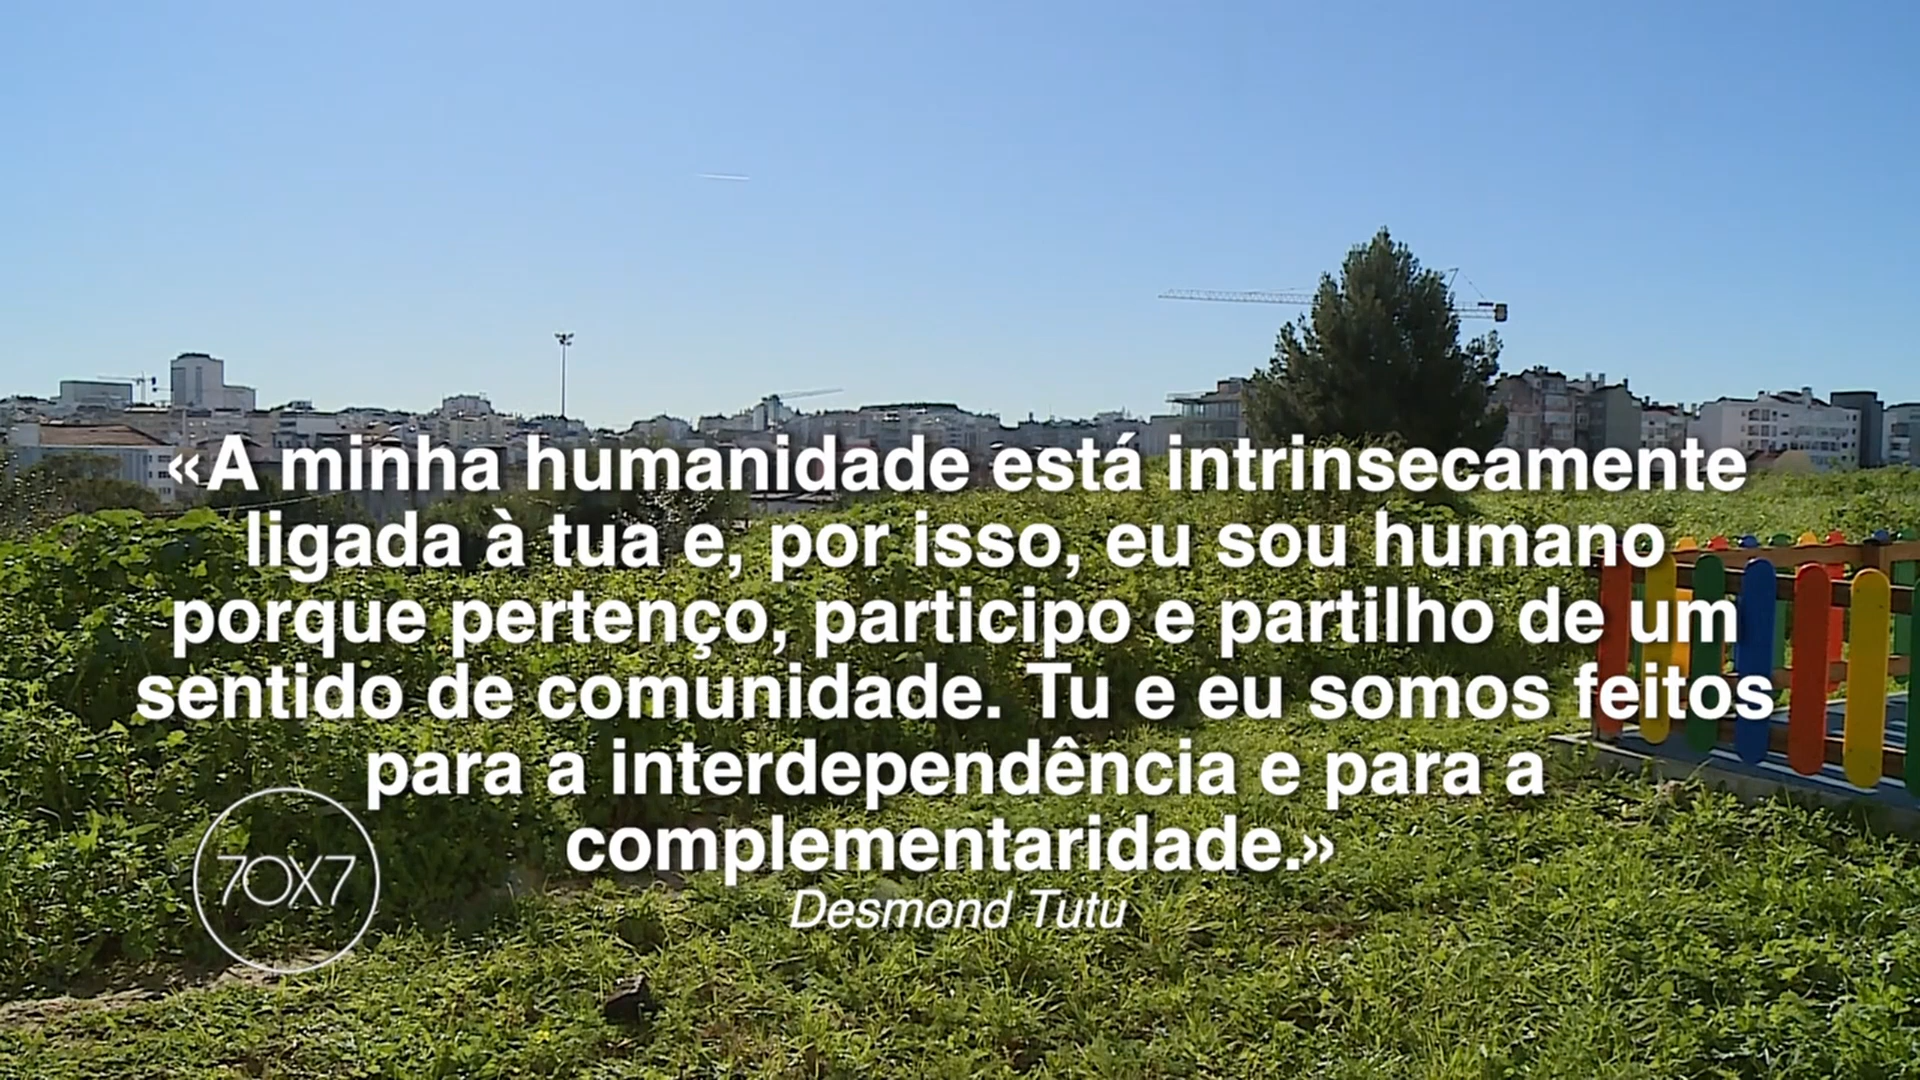 «A minha humanidade está intrinsecamente
ligada à tua e, por isso, eu sou humano
porque pertenço, participo e partilho de um
sentido de comunidade. Tu e eu somos feitos
para a interdependência e para a
complementaridade.»
Desmond Tutu
70X7